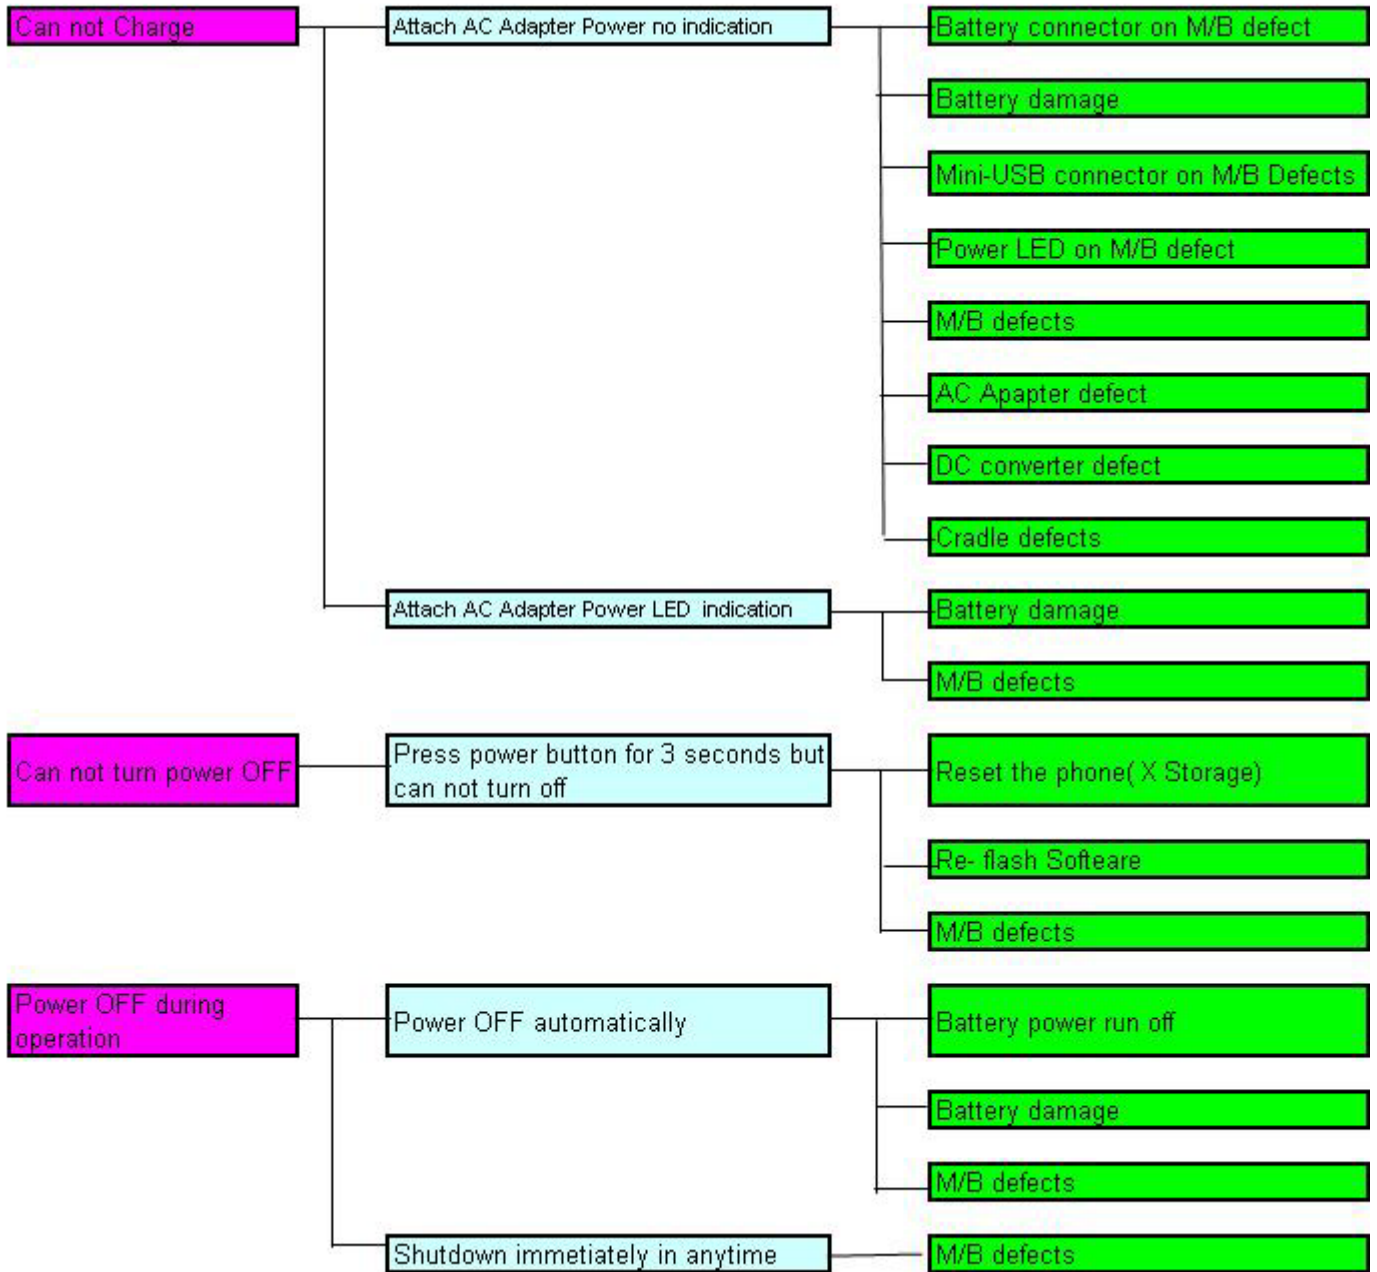 Can not Charge
Attach AC Adapter Power no indication
Battery connector on M/B defect
Battery damage
Mini-USB connector on M/B Defects
Power LED on M/B defect
M/B defects
AC Apapter defect
DC converter defect
Cradle defects
Attach AC Adapter Power LED indication
Battery damage
M/B defects
Can not turn power OFF
Press power button for 3 seconds but
can not turn off
Reset the phone( X Storage)
Re- flash Softeare
M/B defects
Power OFF during
operation
Power OFF automatically
Battery power run off
Battery damage
M/B defects
Shutdown immetiately in anytime
M/B defects